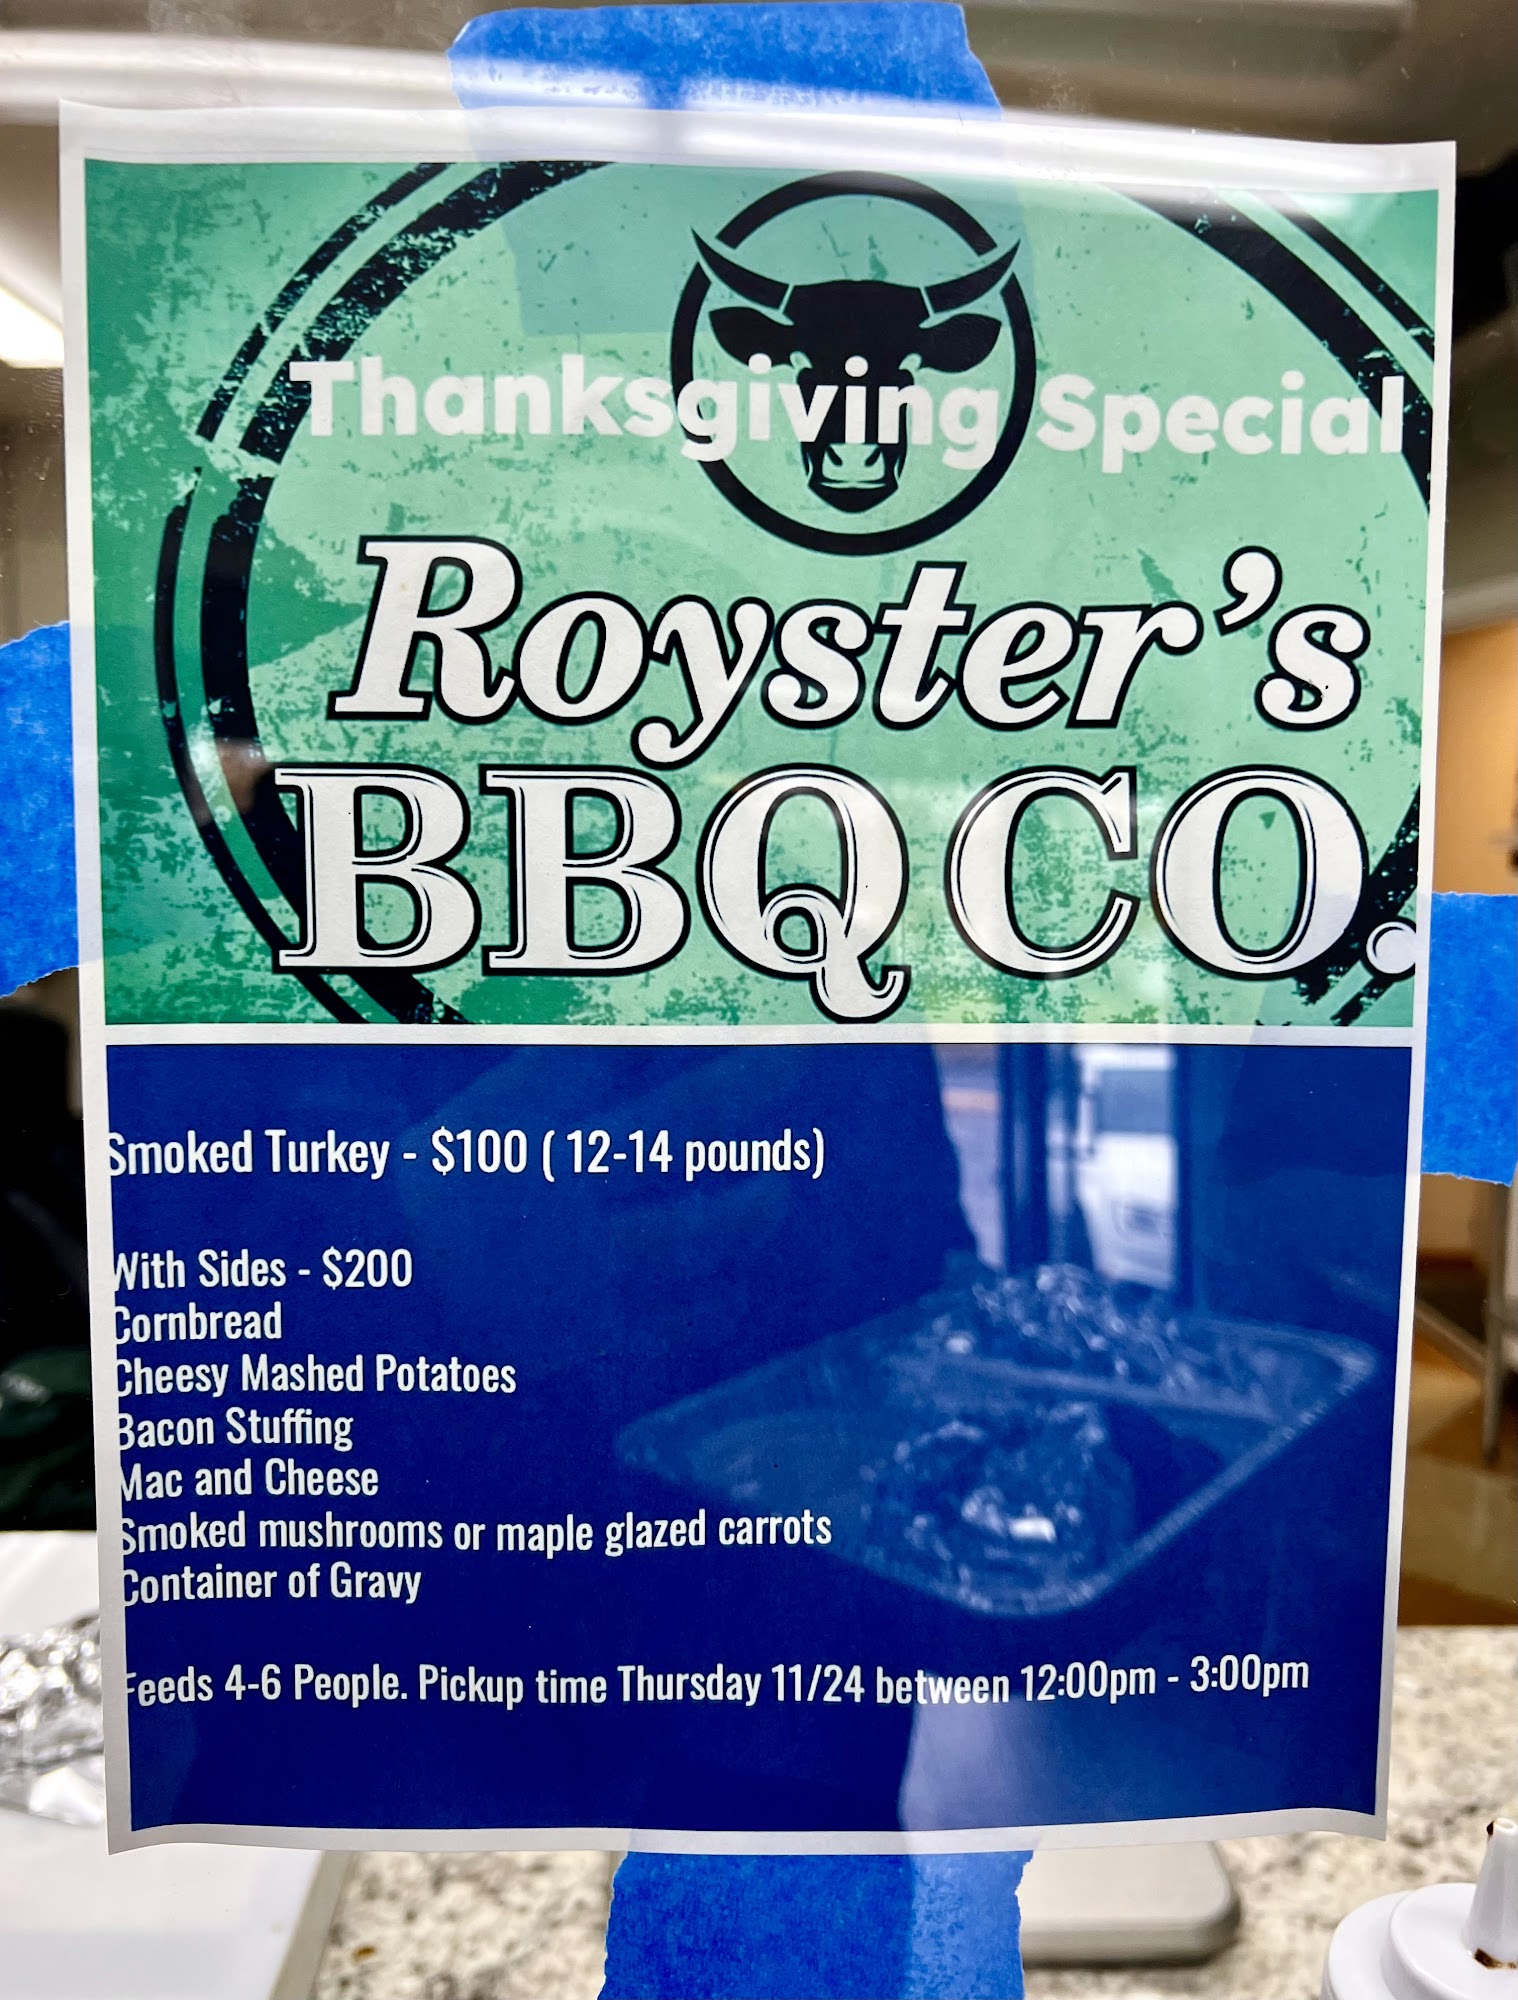 Thanksgiving Special
Royster's
BBQ CO.
Smoked Turkey - $100 ( 12-14 pounds)
With Sides - $200
Cornbread
Cheesy Mashed Potatoes
Bacon Stuffing
Mac and Cheese
Smoked mushrooms or maple glazed carrots
Container of Gravy
Feeds 4-6 People. Pickup time Thursday 11/24 between 12:00pm - 3:00pm